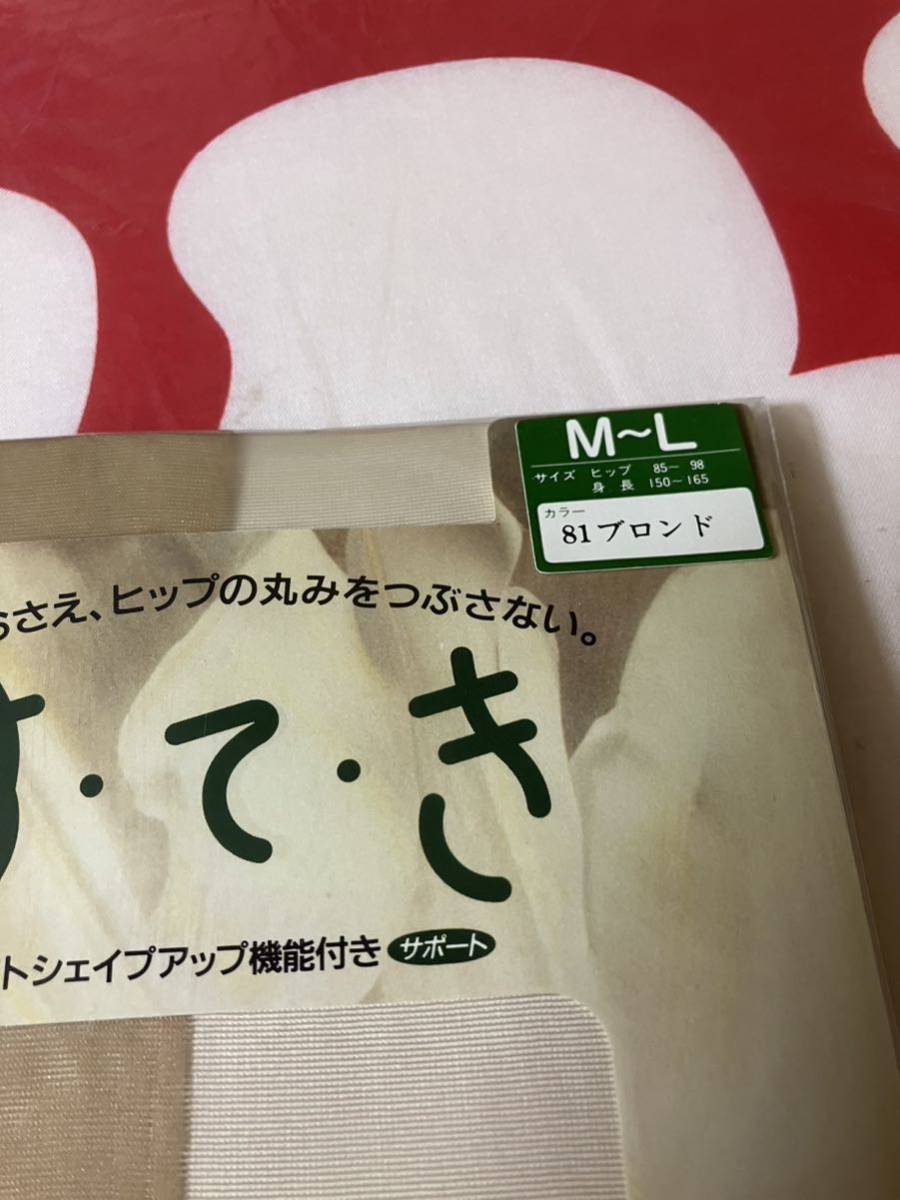 M~L
サイズ ヒップ 85~ 98
身長 150~165
カラー
81ブロンド
さえ、ヒップの丸みをつぶさない。
す・て・き
トシェイプアップ機能付き サポート